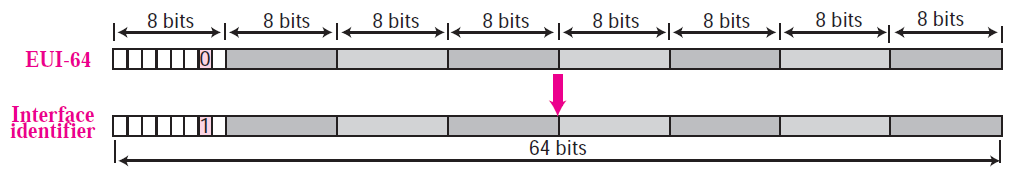 8 bits 8 bits 8 bits 8 bits 8 bits 8 bits 8 bits 8 bits
EUI-64 0
Interface
identifier 1
64 bits